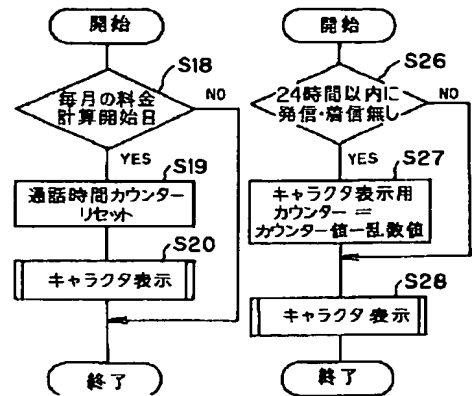 開始
S18
毎月の料金
計算開始日
NO
YES
S19
通話時間カウンター
リセット
S20
キャラクタ表示
終了
開始
S26
24時間以内に
発信・着信無し
NO
YES
S27
キャラクタ表示用
カウンター =
カウンター値-乱数値
S28
キャラクタ表示
終了